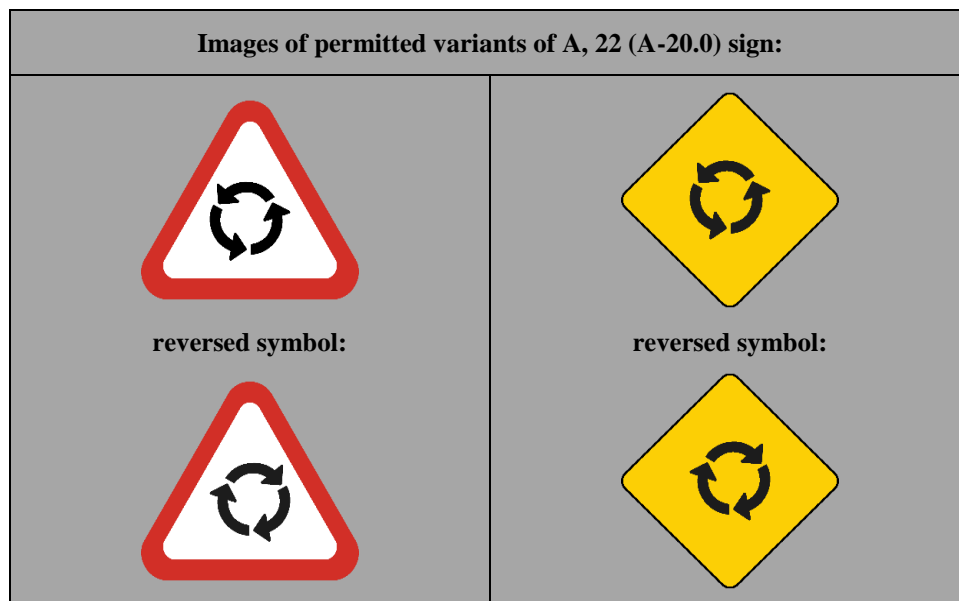 Images of permitted variants of A, 22 (A-20.0) sign:
reversed symbol:
reversed symbol: